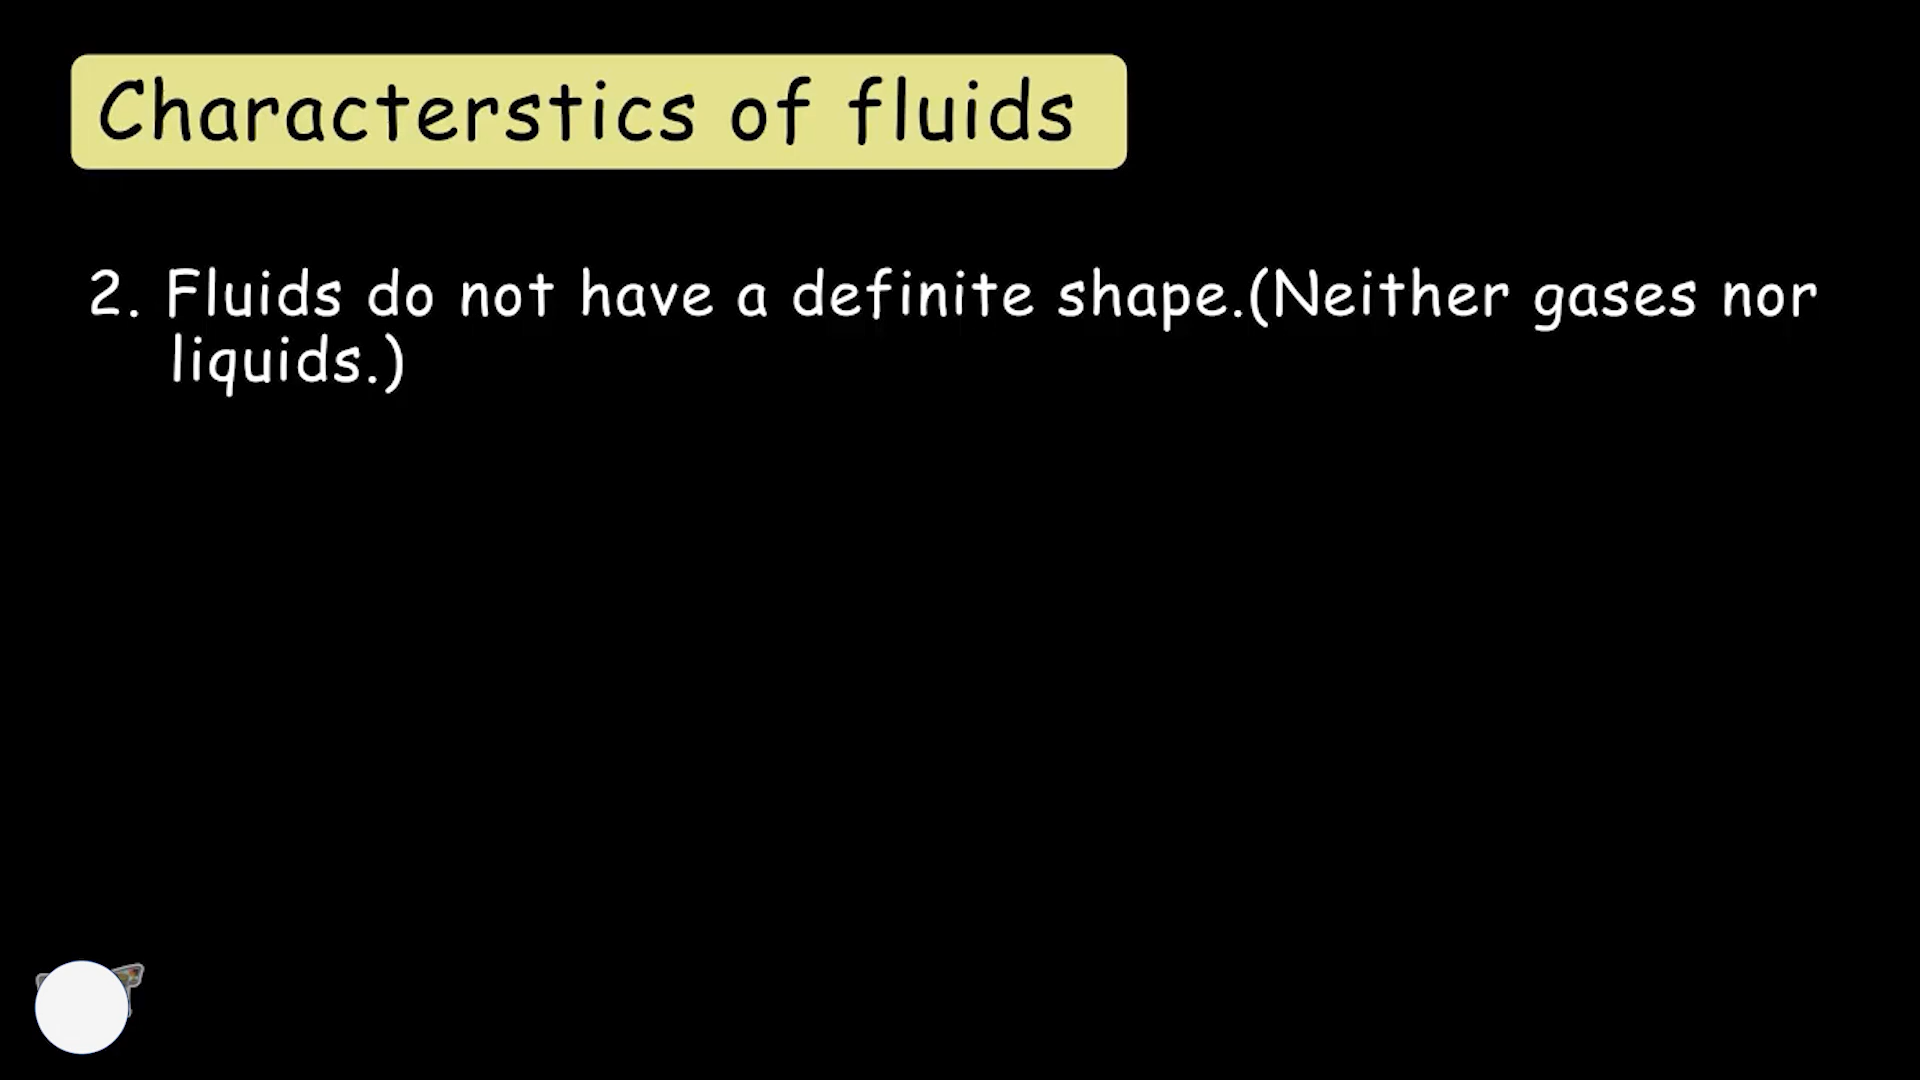 Characterstics of fluids
2. Fluids do not have a definite shape.(Neither gases nor
liquids.)